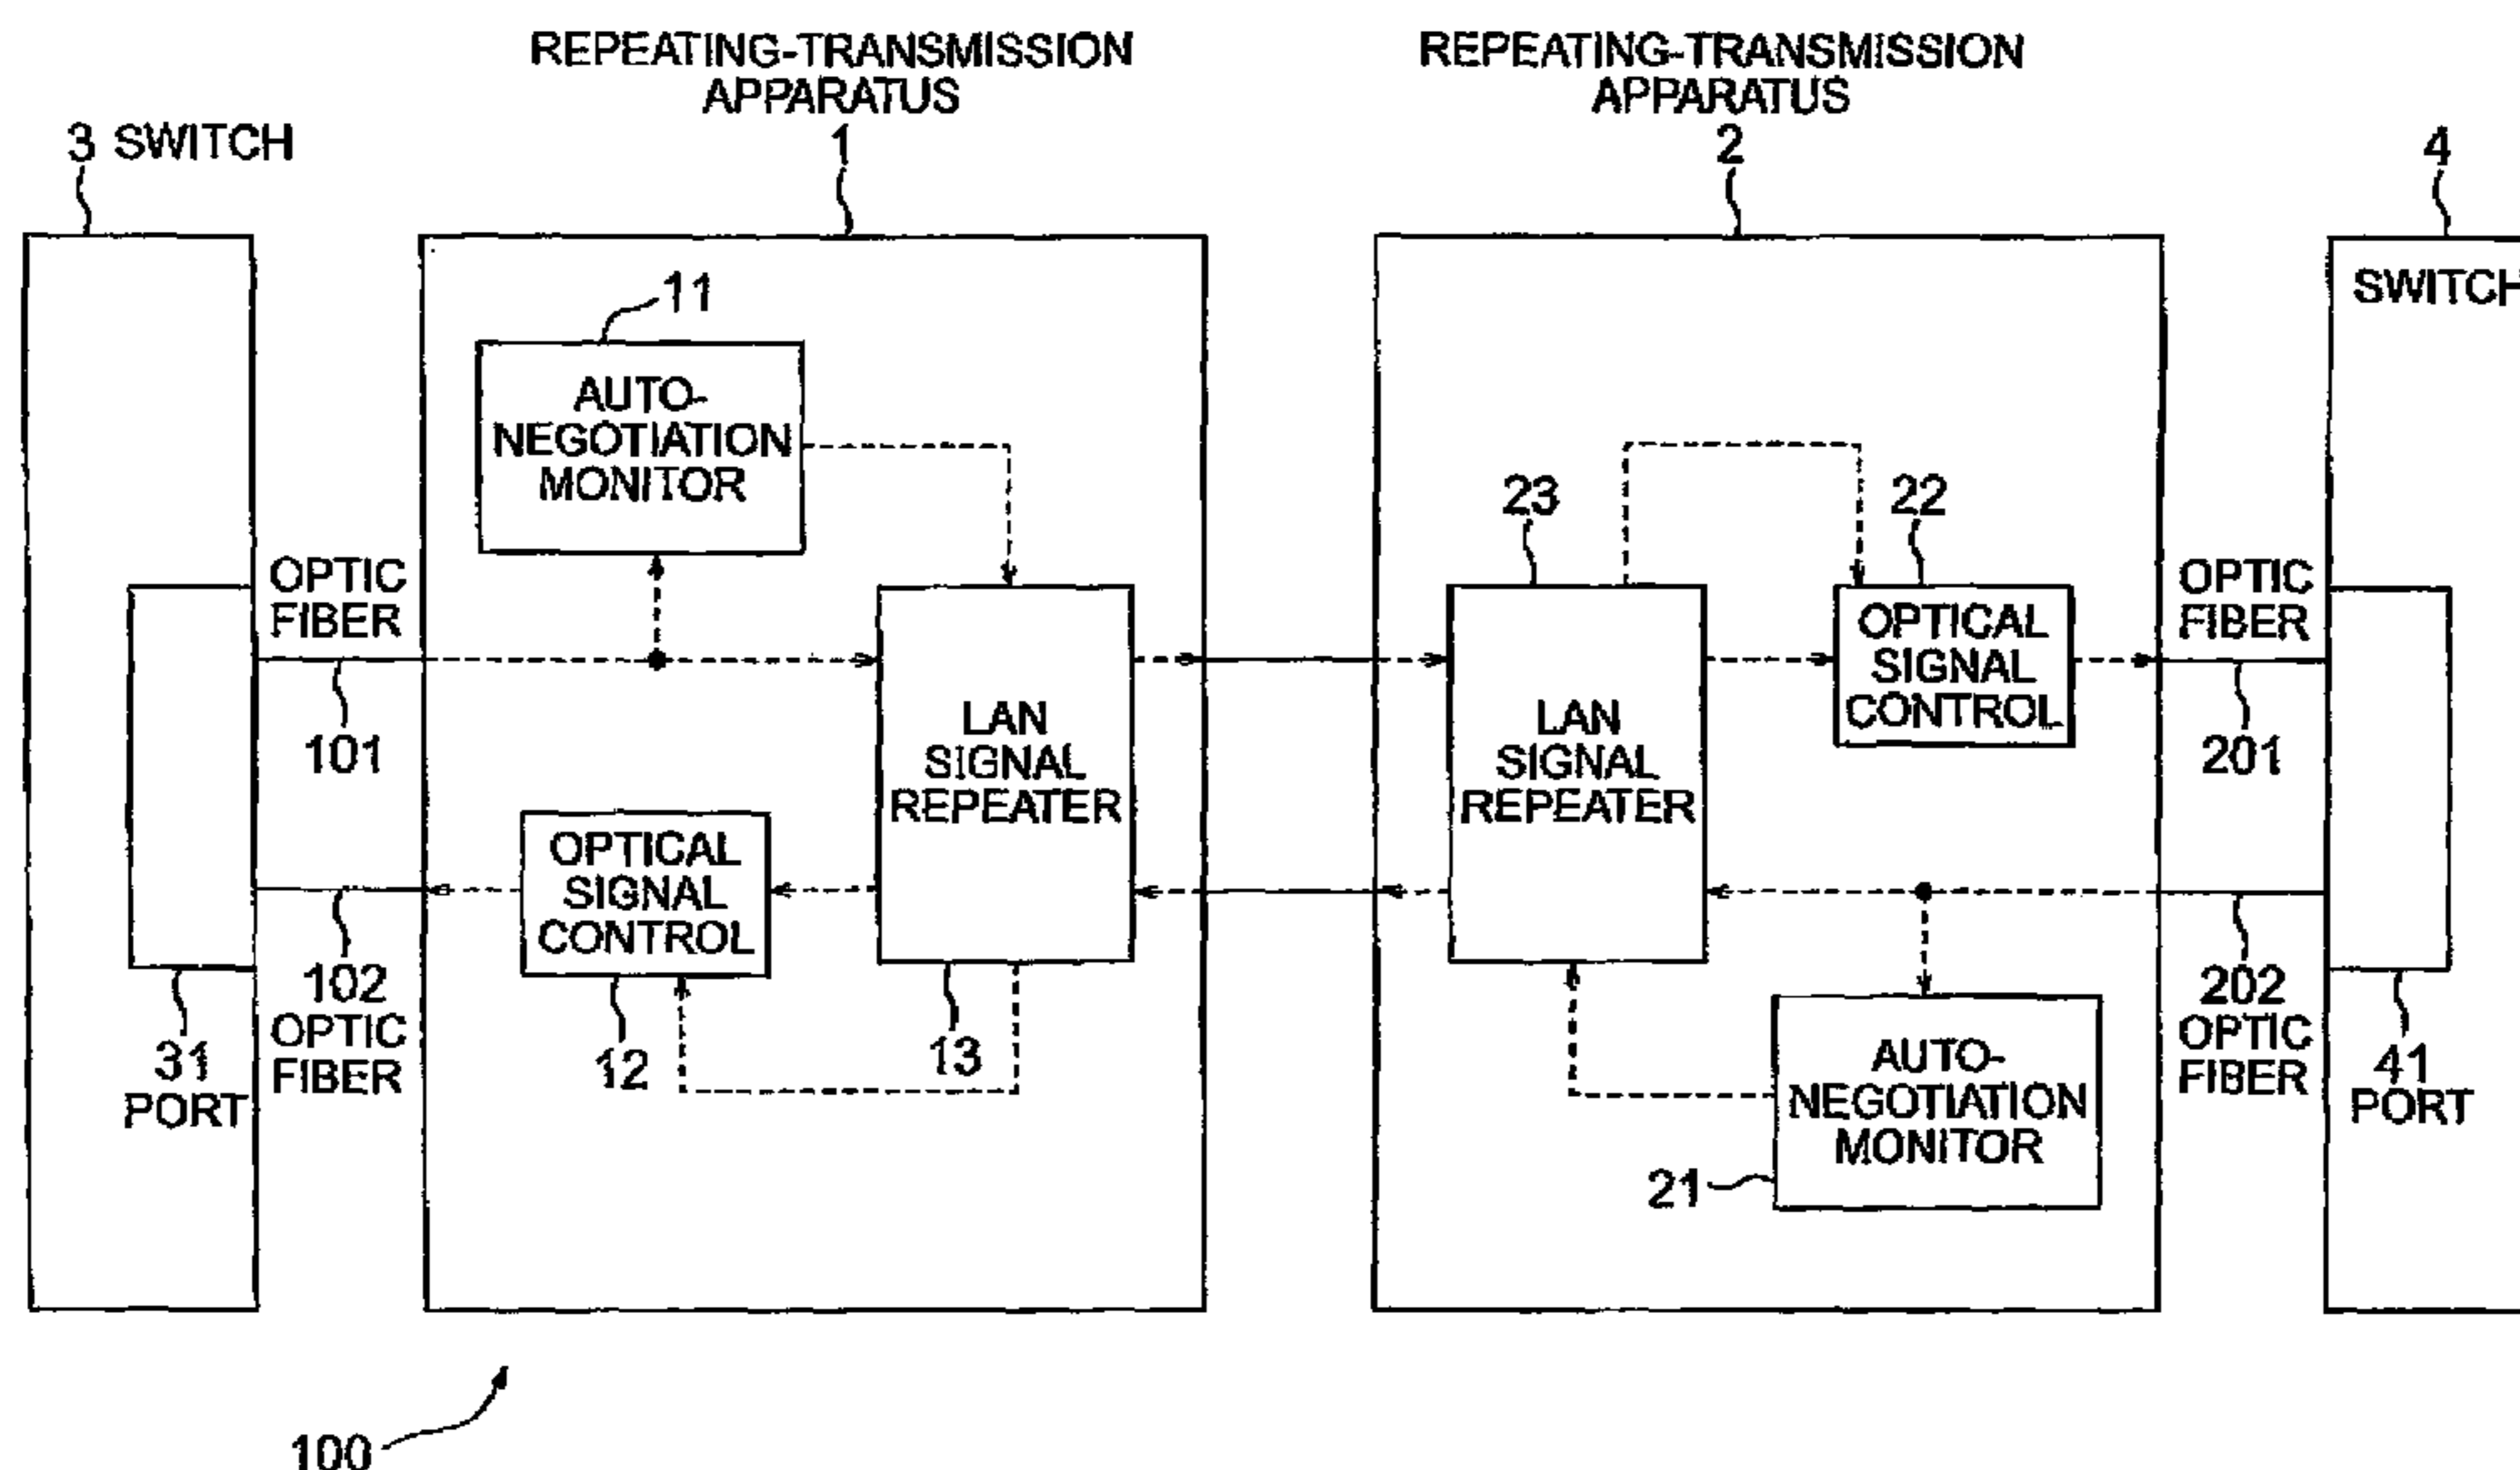 REPEATING-TRANSMISSION
APPARATUS
1
REPEATING-TRANSMISSION
APPARATUS
2
3 SWITCH
4
SWITCH
11
AUTO-
NEGOTIATION
MONITOR
23
22
OPTIC
FIBER
101
LAN
SIGNAL
REPEATER
LAN
SIGNAL
REPEATER
OPTICAL
SIGNAL
CONTROL
OPTIC
FIBER
201
OPTICAL
SIGNAL
CONTROL
102
OPTIC
FIBER
12
13
31
PORT
AUTO-
NEGOTIATION
MONITOR
21
202
OPTIC
FIBER
41
PORT
100